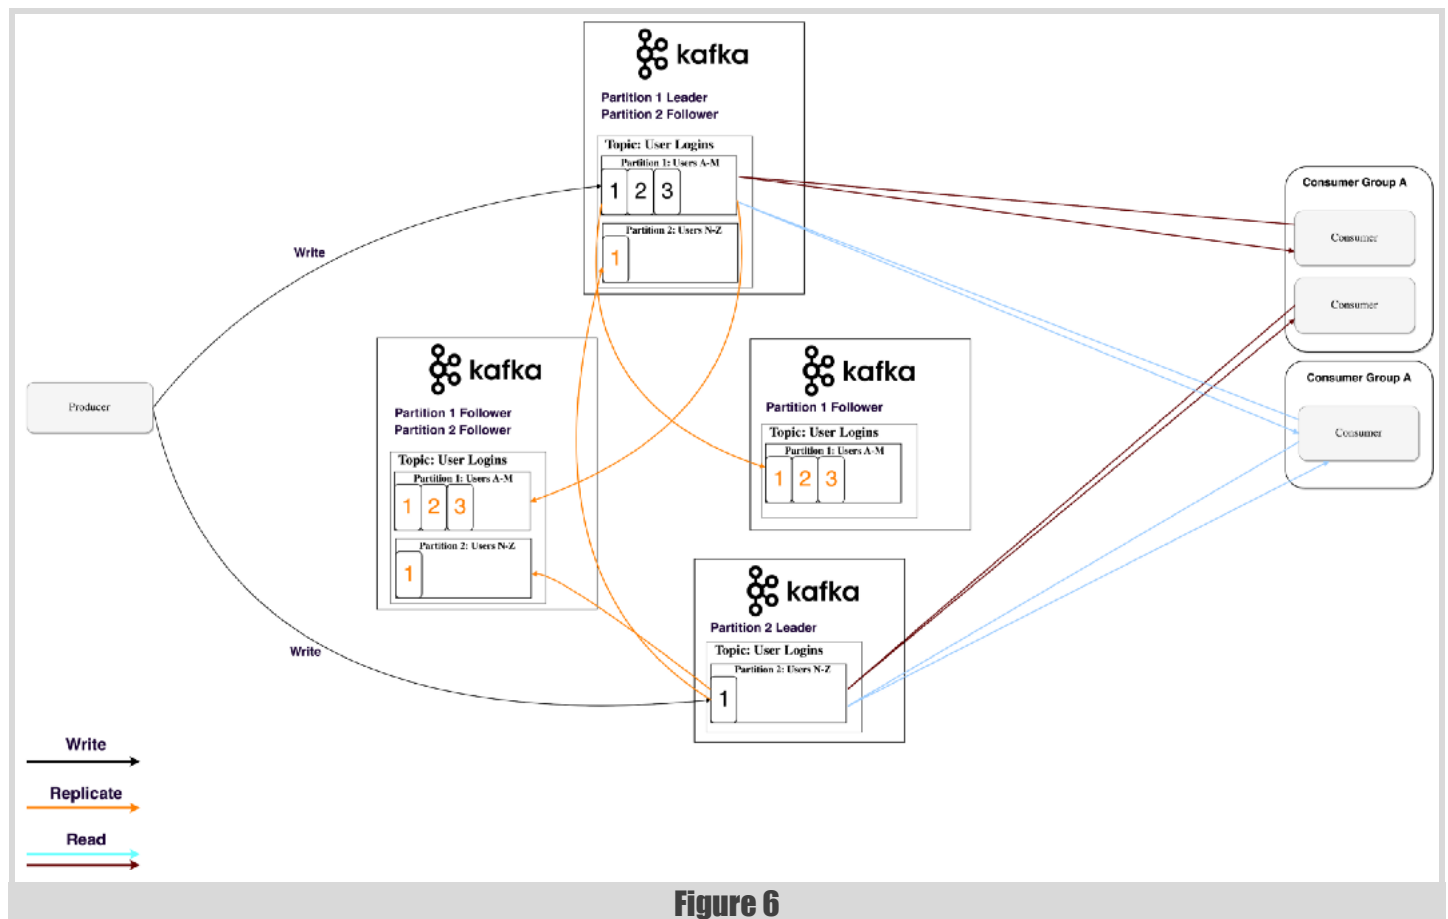 kafka
Partition 1 Leader
Partition 2 Follower
Topic: User Logins
Partition 1: Users A-M
1 2 3
Partition 2: Users N-Z
1
Write
Consumer Group A
Consumer
Consumer
Consumer Group A
Consumer
Producer
kafka
Partition 1 Follower
Partition 2 Follower
Topic: User Logins
Partition 1: Users A-M
1 2 3
Partition 2: Users N-Z
1
kafka
Partition 1 Follower
Topic: User Logins
Partition 1: Users A-M
1 2 3
kafka
Partition 2 Leader
Topic: User Logins
Partition 2: Users N-Z
1
Write
Write
Replicate
Read
Figure 6